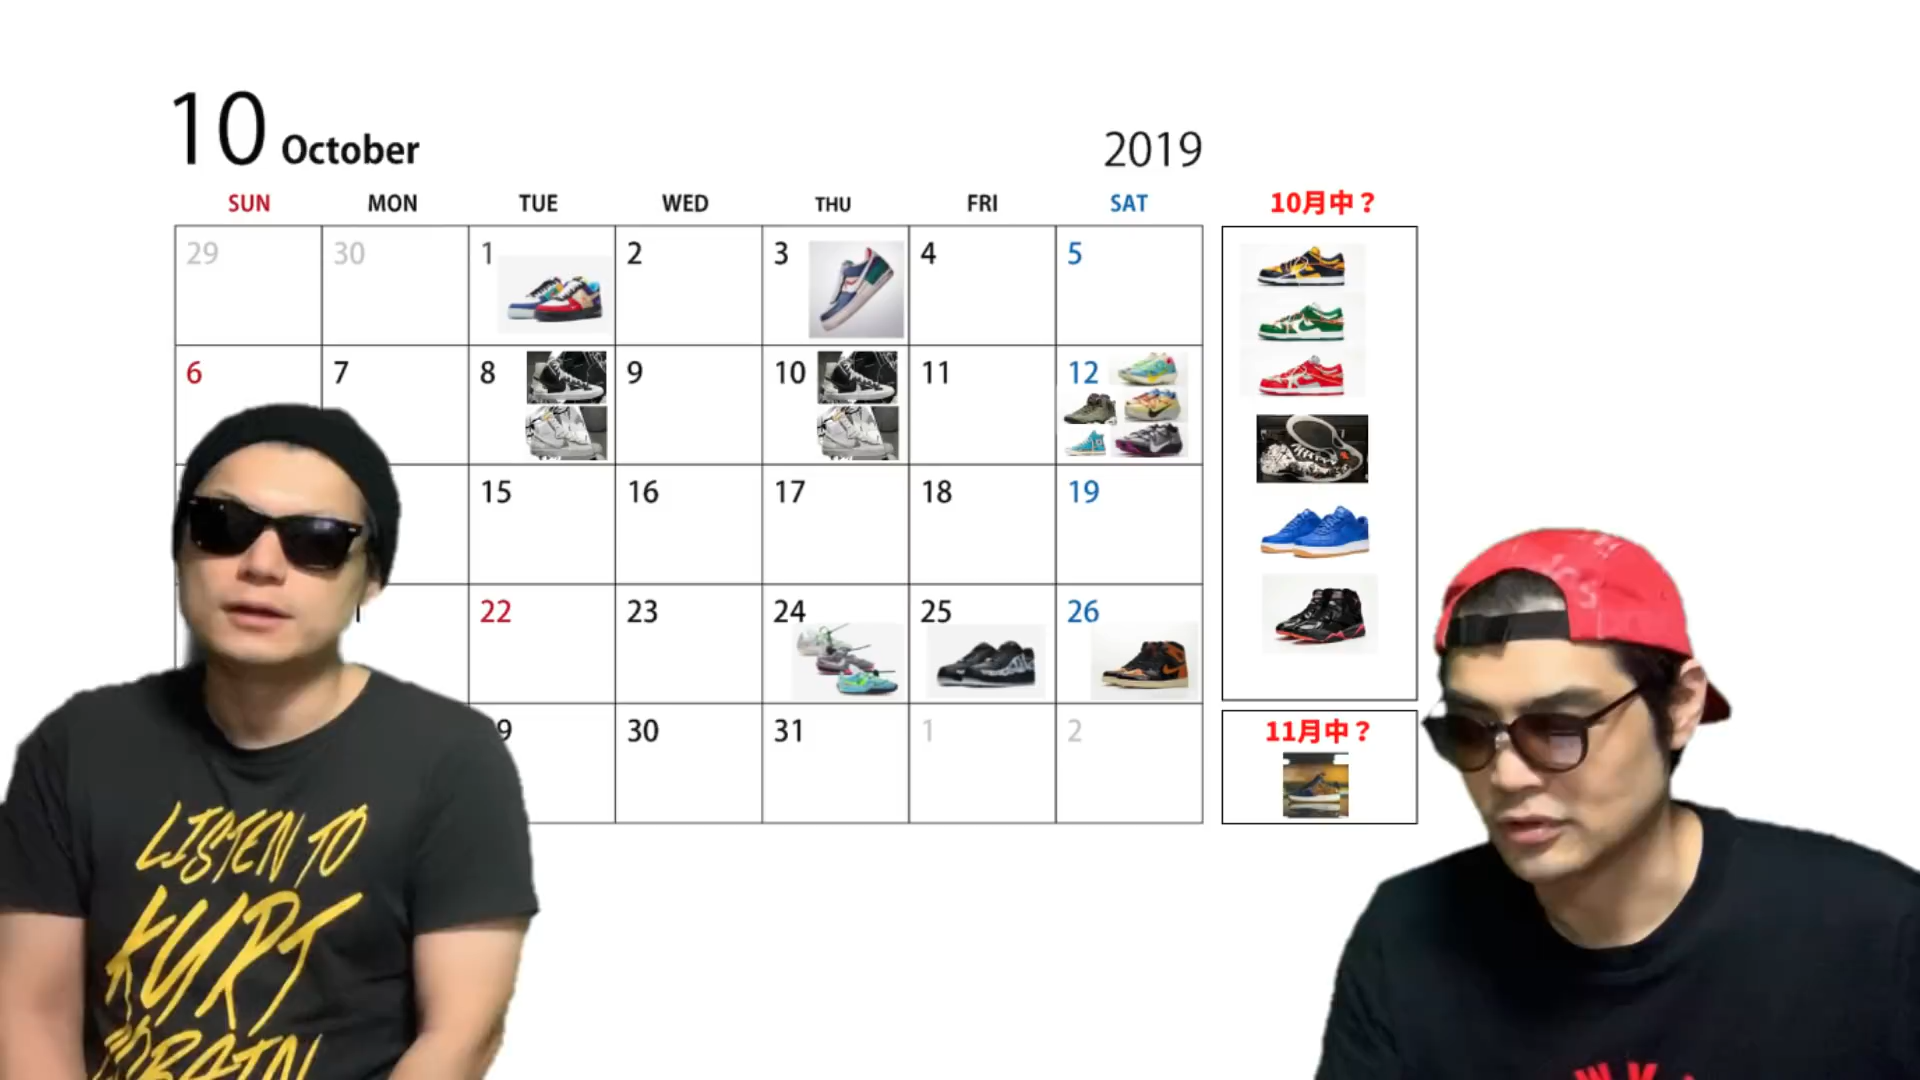 10 October
2019
SUN MON TUE WED THU FRI SAT
10月中？
29 30 1 2 3 4 5
6 7 8 9 10 11 12
15 16 17 18 19
22 23 24 25 26
30 31 1 2
11月中？
LISTEN TO
KURT
COBAIN